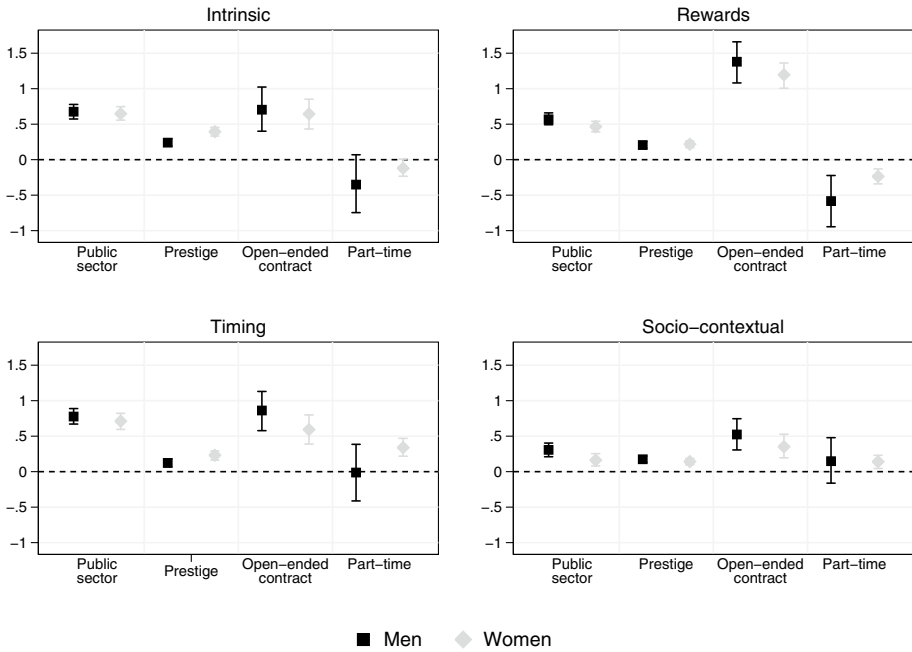 Intrinsic
1.5
1
.5
0
−.5
−1
Public sector
Prestige
Open−ended contract
Part−time
Rewards
1.5
1
.5
0
−.5
−1
Public sector
Prestige
Open−ended contract
Part−time
Timing
1.5
1
.5
0
−.5
−1
Public sector
Prestige
Open−ended contract
Part−time
Socio−contextual
1.5
1
.5
0
−.5
−1
Public sector
Prestige
Open−ended contract
Part−time
Men
Women